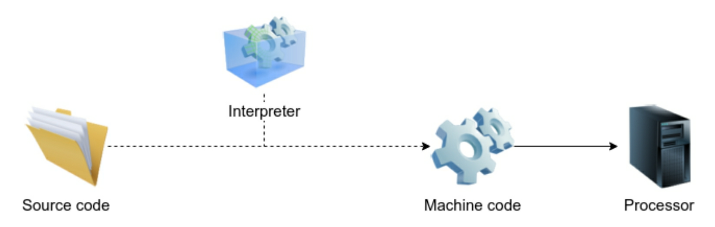 Interpreter
Source code
Machine code
Processor